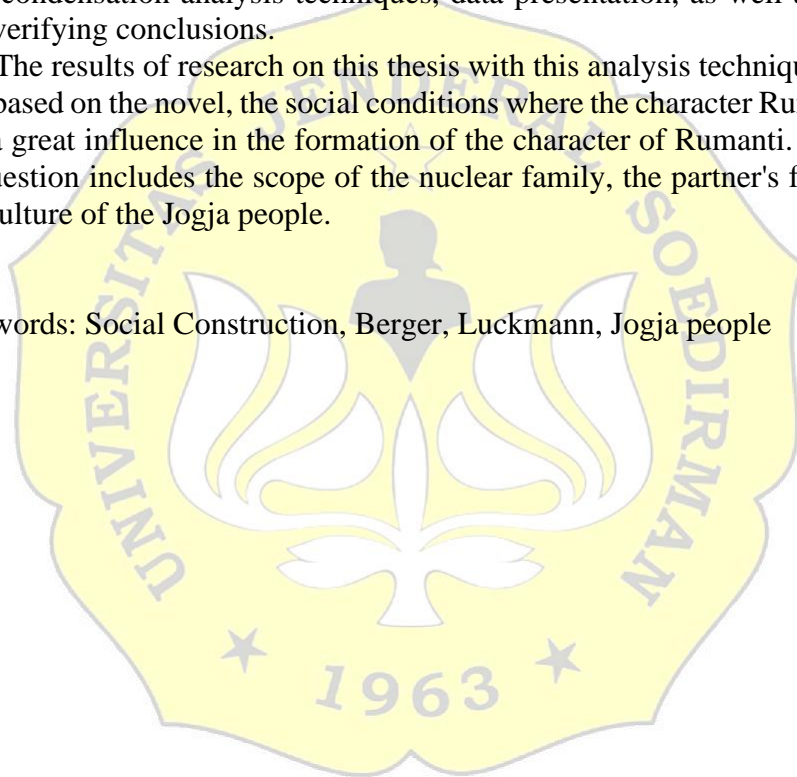 condensation analysis techniques, data presentation, as well
verifying conclusions.
The results of research on this thesis with this analysis techniqu
based on the novel, the social conditions where the character Ru
a great influence in the formation of the character of Rumanti.
uestion includes the scope of the nuclear family, the partner's f
ulture of the Jogja people.
words: Social Construction, Berger, Luckmann, Jogja people
UNIVERSITAS JENDERAL SOEDIRMAN
1963